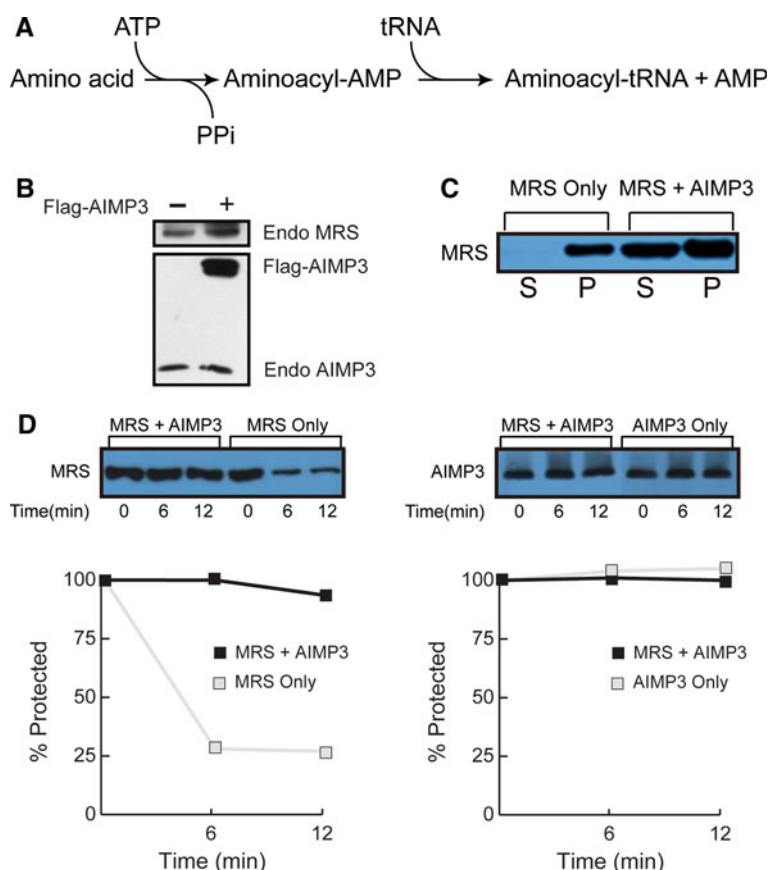 A
ATP
tRNA
Amino acid
Aminoacyl-AMP
Aminoacyl-tRNA + AMP
PPi
B
Flag-AIMP3
− +
Endo MRS
Flag-AIMP3
Endo AIMP3
C
MRS Only
MRS + AIMP3
MRS
S P S P
D
MRS + AIMP3
MRS Only
MRS
Time(min) 0 6 12 0 6 12
100
75
50
25
0
% Protected
MRS + AIMP3
MRS Only
6 12
Time (min)
MRS + AIMP3
AIMP3 Only
AIMP3
Time(min) 0 6 12 0 6 12
100
75
50
25
0
% Protected
MRS + AIMP3
AIMP3 Only
6 12
Time (min)